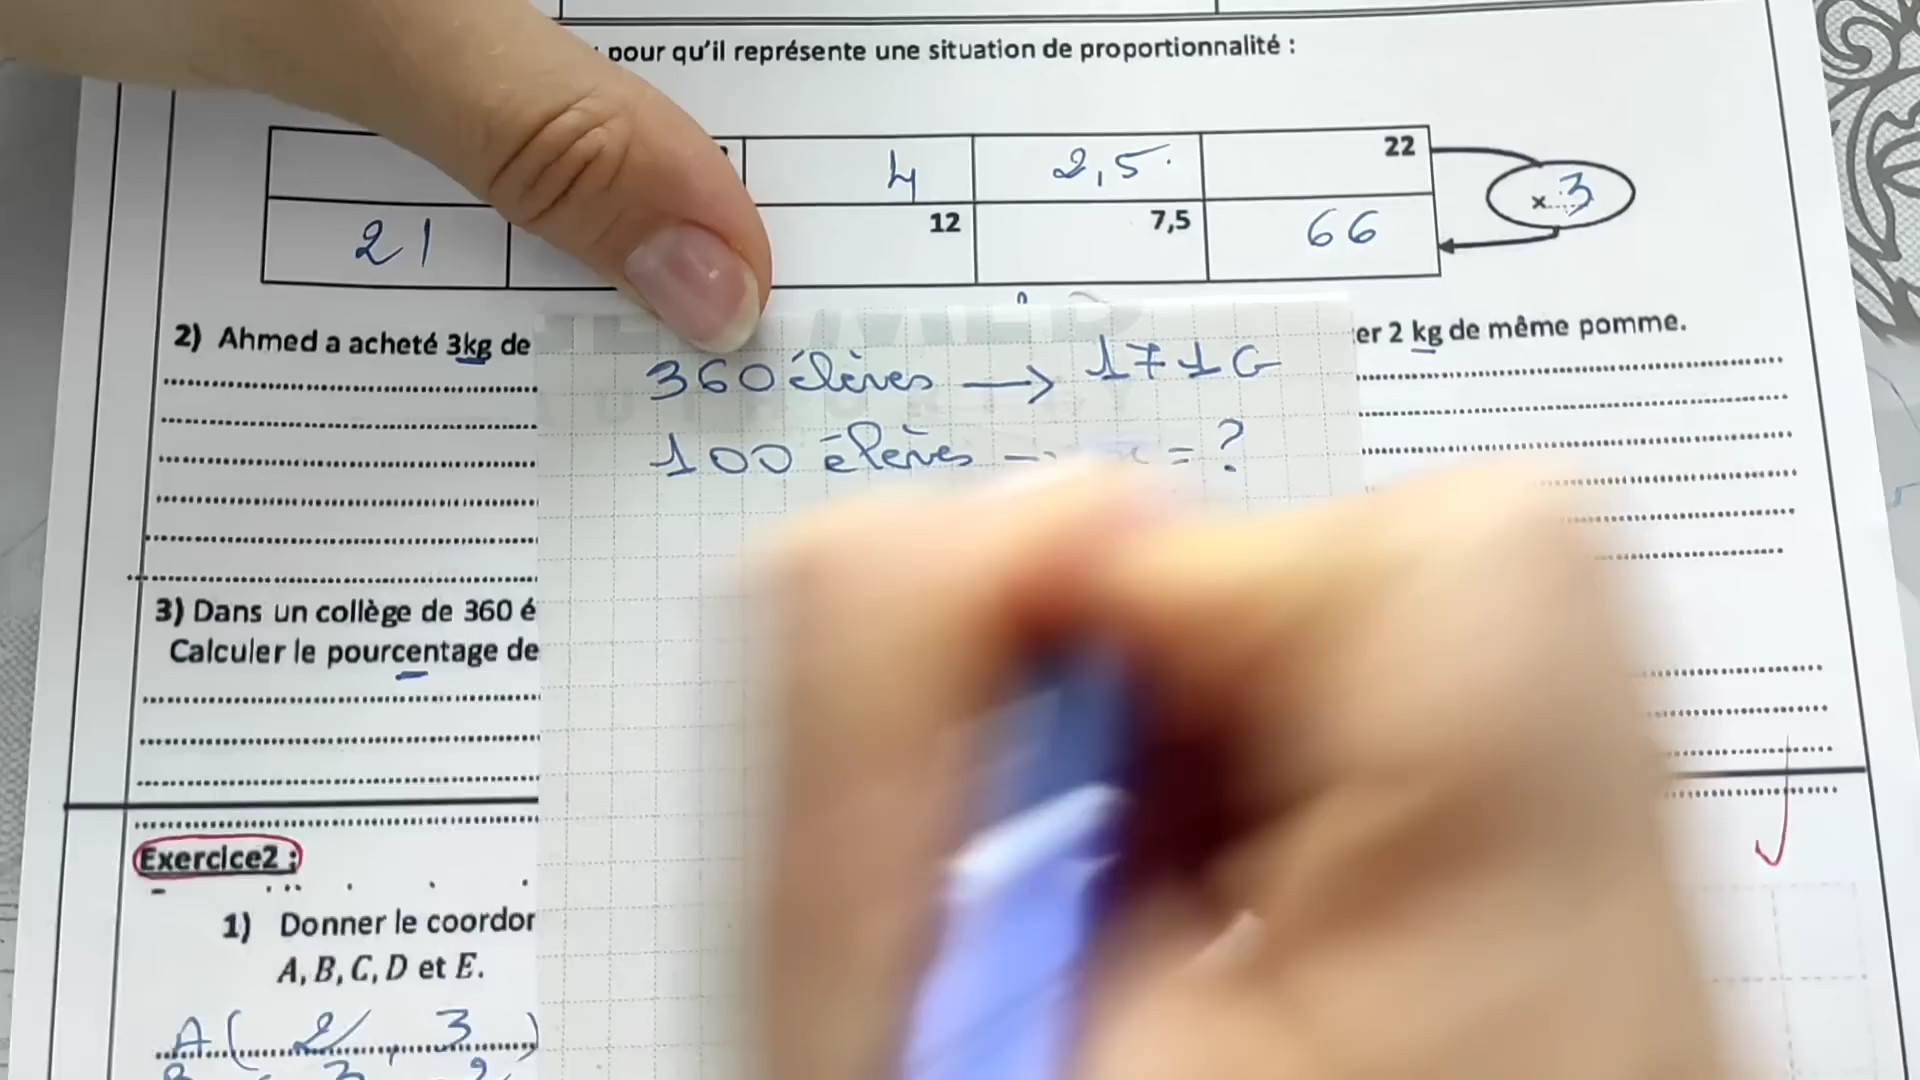 pour qu'il représente une situation de proportionnalité :
4 2,5 22
21 12 7,5 66
×...3
2) Ahmed a acheté 3kg de er 2 kg de même pomme.
360 élèves → 171 G
100 élèves → x = ?
3) Dans un collège de 360 é
Calculer le pourcentage de
Exercice2 :
1) Donner le coordor
A, B, C, D et E.
A( 2 , 3 )